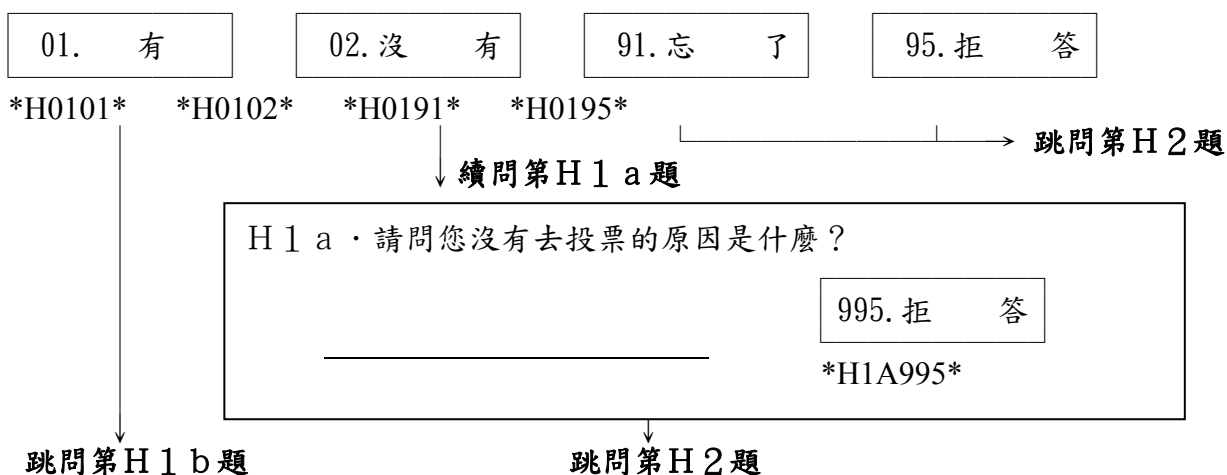 01. 有 02.沒 有 91.忘 了 95.拒 答
*H0101* *H0102* *H0191* *H0195*
跳問第H2題
續問第H1a題
H1a．請問您沒有去投票的原因是什麼？
995.拒 答
*H1A995*
跳問第H1b題 跳問第H2題